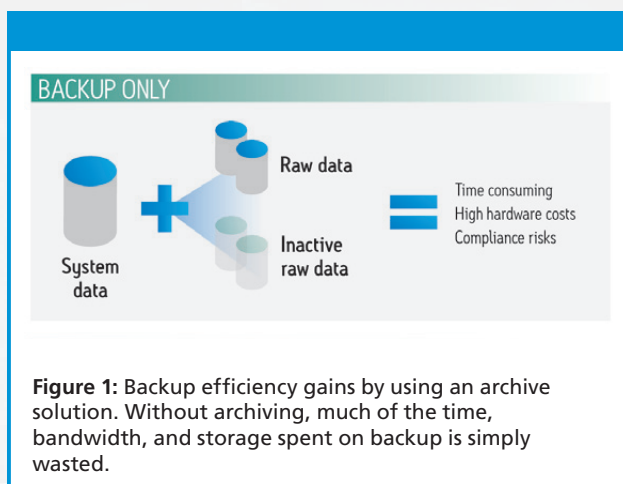 BACKUP ONLY
System
data
Raw data
Inactive
raw data
Time consuming
High hardware costs
Compliance risks
Figure 1: Backup efficiency gains by using an archive
solution. Without archiving, much of the time,
bandwidth, and storage spent on backup is simply
wasted.